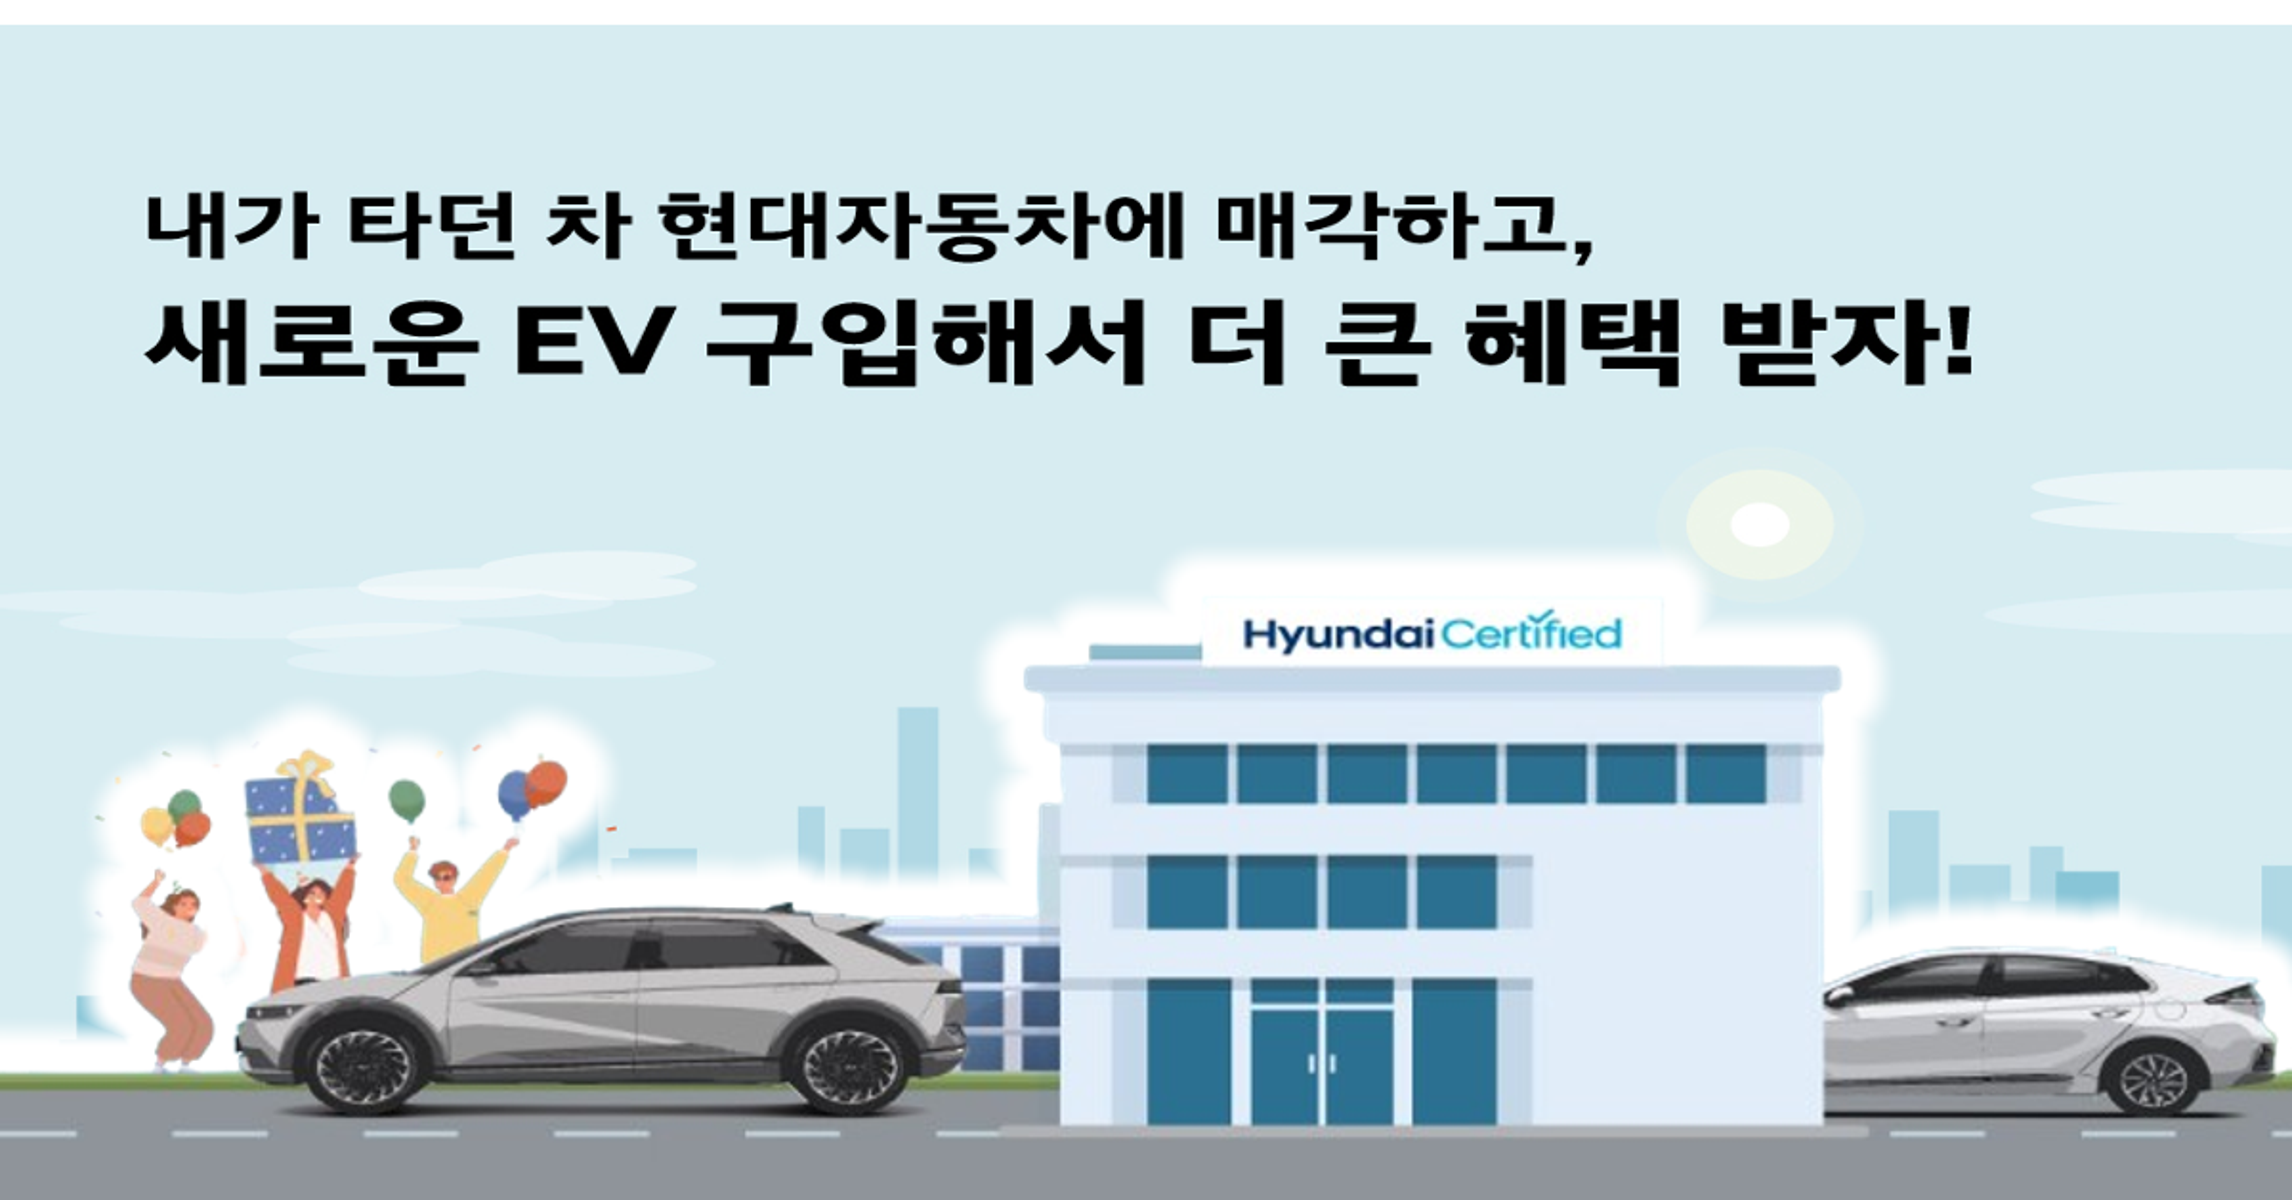 내가 타던 차 현대자동차에 매각하고,
새로운 EV 구입해서 더 큰 혜택 받자!
Hyundai Certified